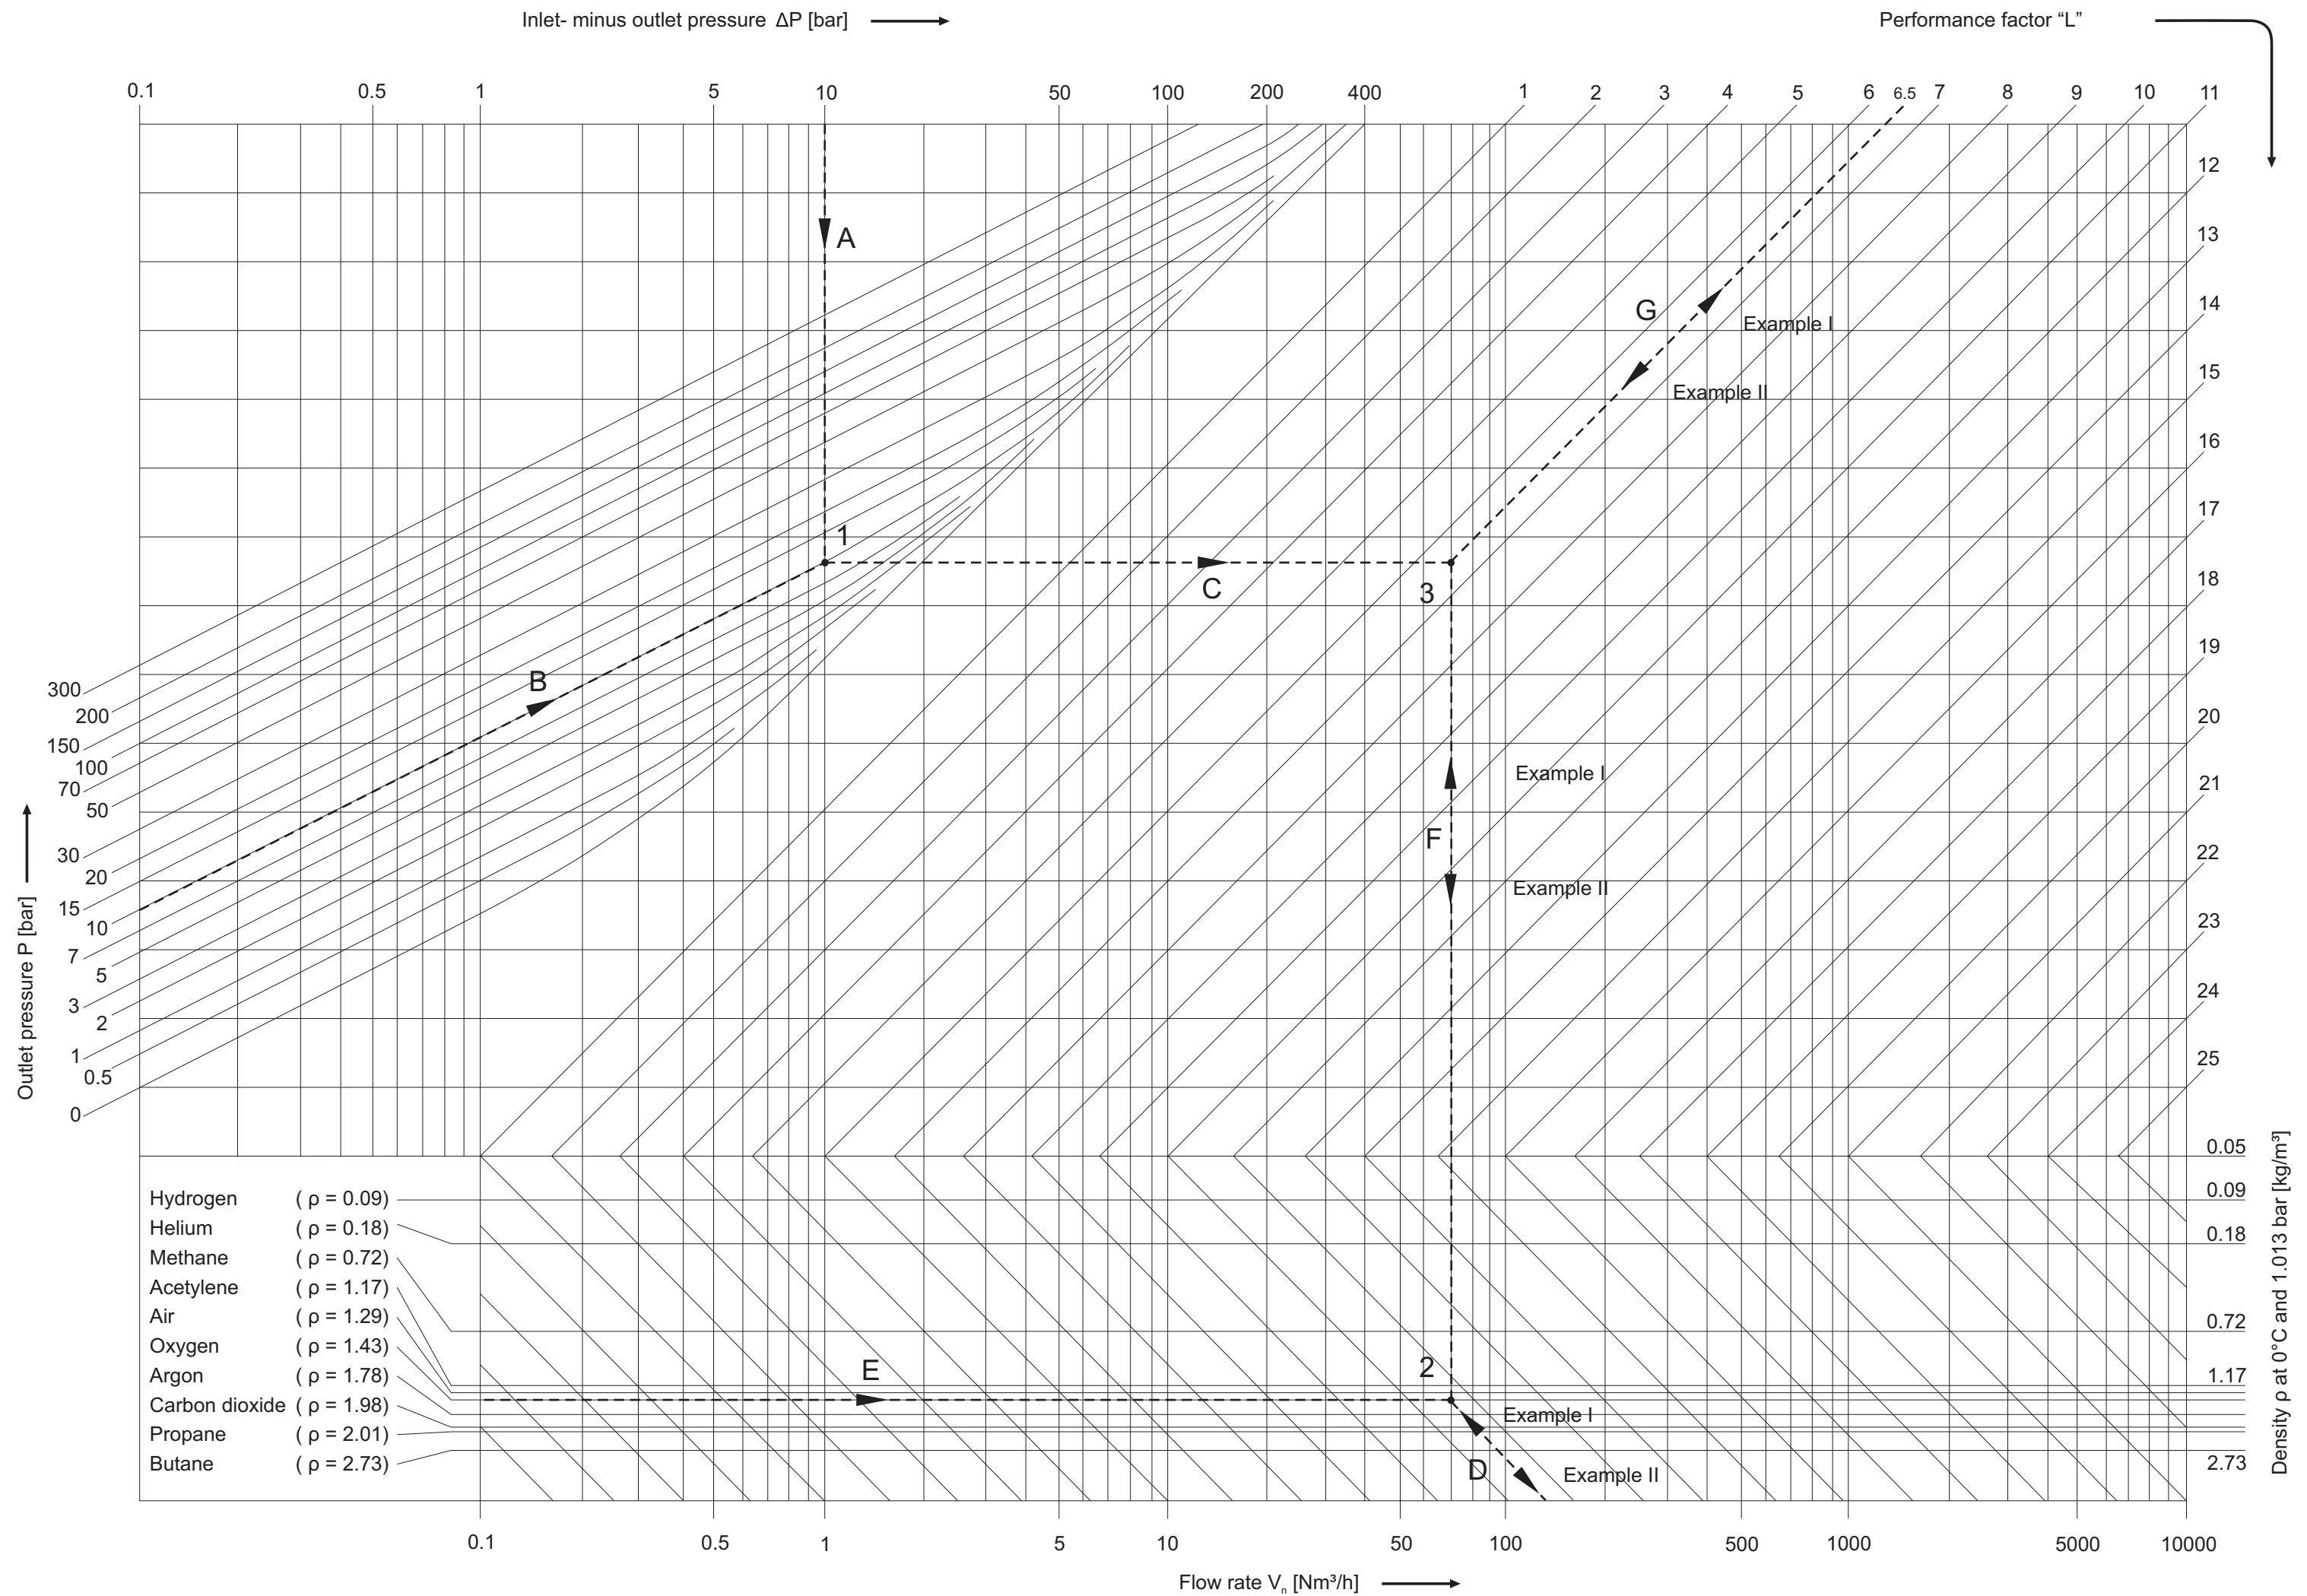 Inlet- minus outlet pressure ΔP [bar]
Performance factor “L”
0.1 0.5 1 5 10 50 100 200 400 1 2 3 4 5 6 6.5 7 8 9 10 11
12
13
14
15
16
17
18
19
20
21
22
23
24
25
A
G
Example I
Example II
1
C
3
B
Example I
F
Example II
300
200
150
100
70
50
30
20
15
10
7
5
3
2
1
0.5
0
Outlet pressure P [bar]
0.05
0.09
0.18
0.72
1.17
2.73
Density ρ at 0°C and 1.013 bar [kg/m³]
Hydrogen ( ρ = 0.09)
Helium ( ρ = 0.18)
Methane ( ρ = 0.72)
Acetylene ( ρ = 1.17)
Air ( ρ = 1.29)
Oxygen ( ρ = 1.43)
Argon ( ρ = 1.78)
Carbon dioxide ( ρ = 1.98)
Propane ( ρ = 2.01)
Butane ( ρ = 2.73)
E
2
Example I
D
Example II
0.1 0.5 1 5 10 50 100 500 1000 5000 10000
Flow rate Vn [Nm³/h]